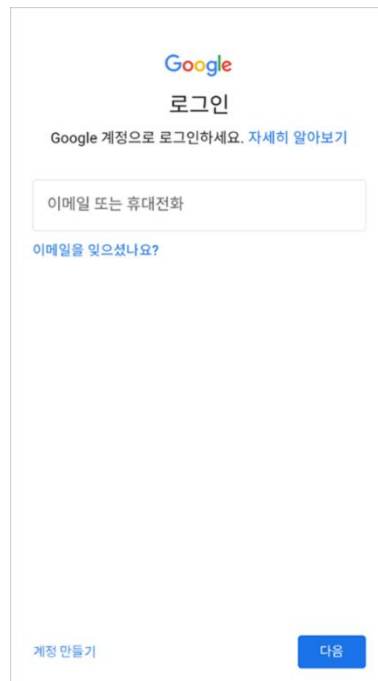 Google
로그인
Google 계정으로 로그인하세요. 자세히 알아보기
이메일 또는 휴대전화
이메일을 잊으셨나요?
계정 만들기
다음